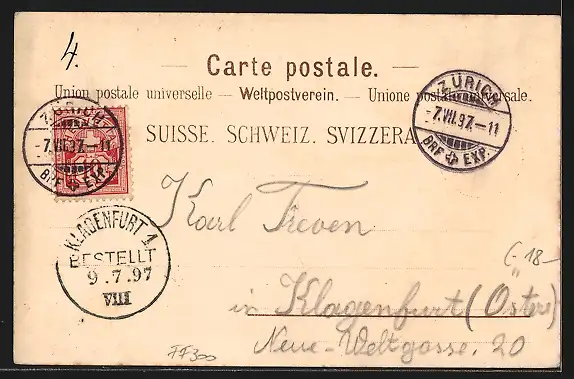 4.
Carte postale.
Union postale universelle — Weltpostverein. — Unione postale universale.
SUISSE. SCHWEIZ. SVIZZERA.
ZÜRICH
-7.VII.97.-11
BRF EXP.
ZÜRICH
-7.VII.97.-11
BRF EXP.
KLAGENFURT 1
BESTELLT
9.7.97
VIII
Karl Treven
in Klagenfurt (Österr)
Neue-Weltgasse. 20
18-
FF300